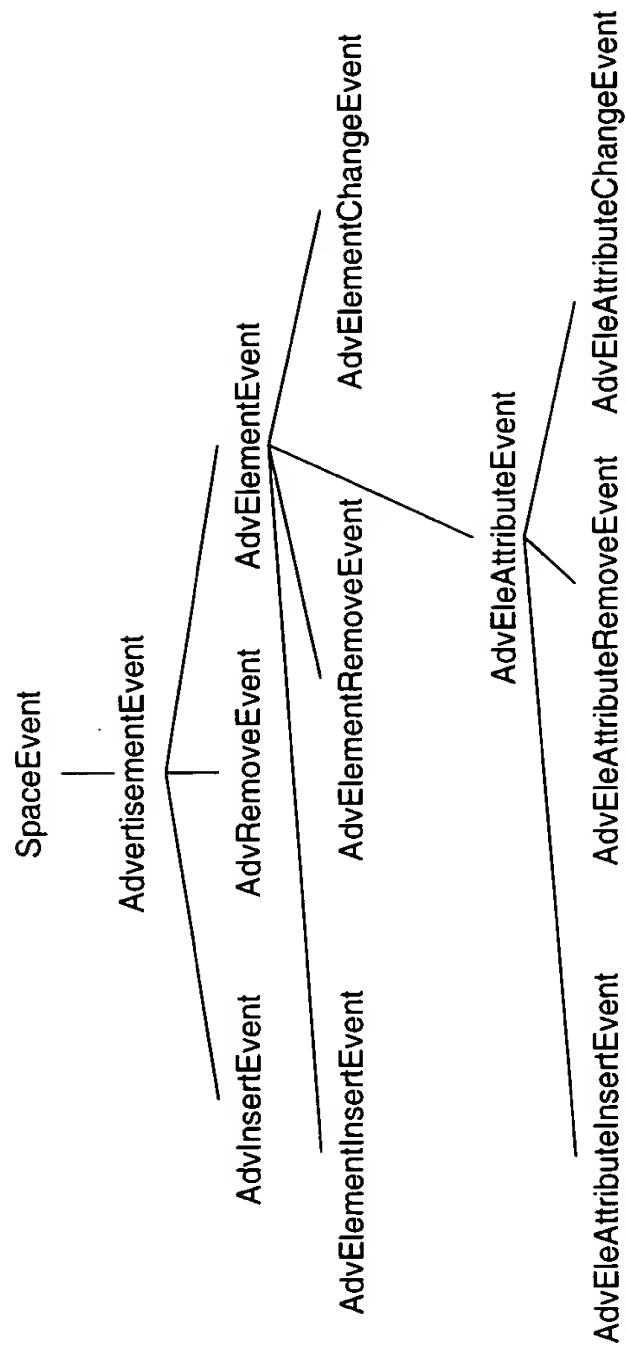 SpaceEvent
AdvertisementEvent
AdvInsertEvent AdvRemoveEvent AdvElementEvent
AdvElementInsertEvent AdvElementRemoveEvent AdvElementChangeEvent
AdvEleAttributeEvent
AdvEleAttributeInsertEvent AdvEleAttributeRemoveEvent AdvEleAttributeChangeEvent